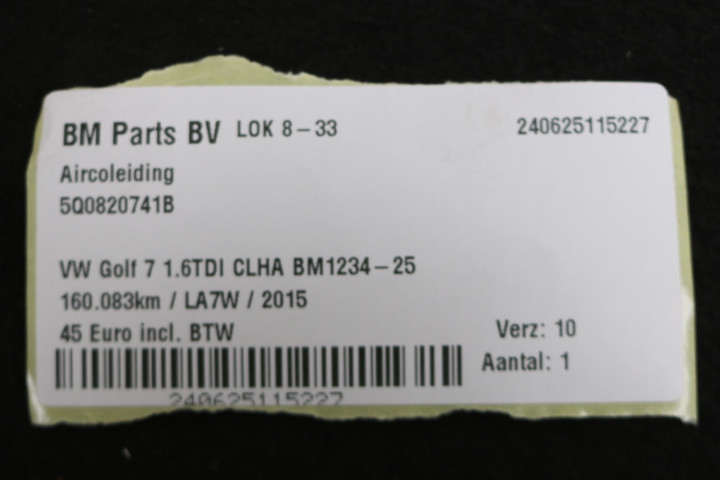 BM Parts BV LOK 8-33 240625115227
Aircoleiding
5Q0820741B
VW Golf 7 1.6TDI CLHA BM1234-25
160.083km / LA7W / 2015
45 Euro incl. BTW Verz: 10
Aantal: 1
240625115227